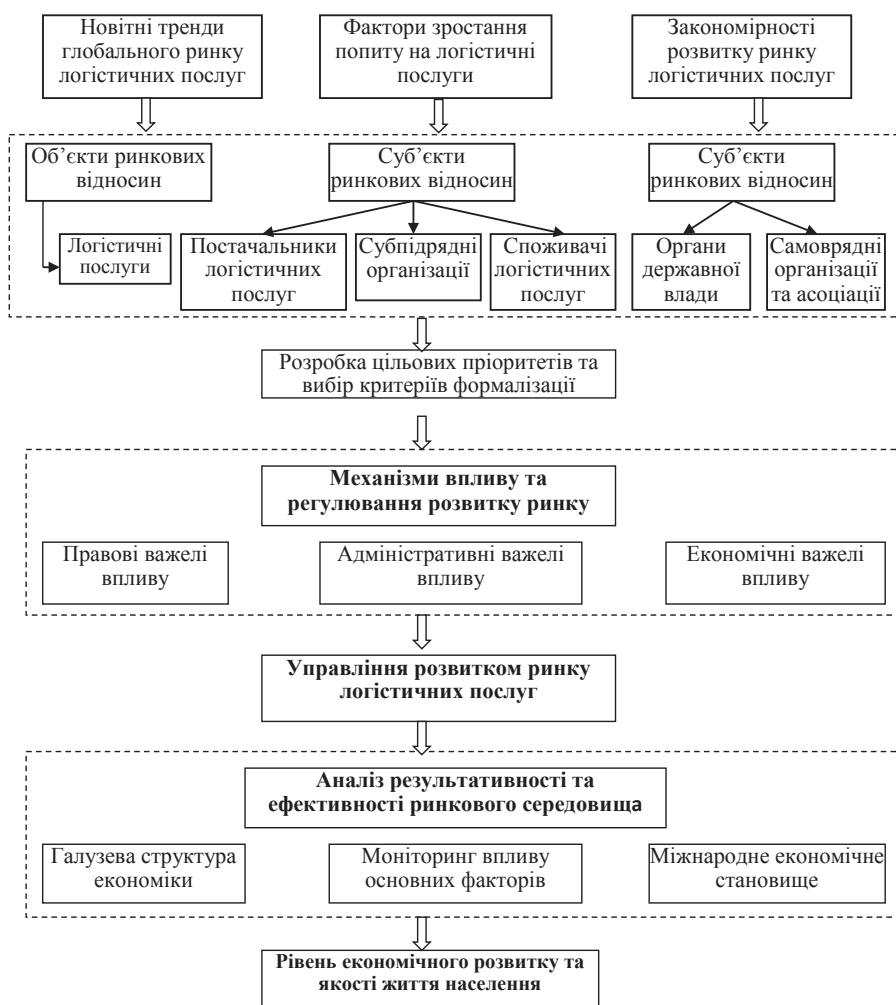 Новітні тренди
глобального ринку
логістичних послуг
Фактори зростання
попиту на логістичні
послуги
Закономірності
розвитку ринку
логістичних послуг
Об’єкти ринкових
відносин
Суб’єкти
ринкових відносин
Суб’єкти
ринкових відносин
Логістичні
послуги
Постачальники
логістичних
послуг
Субпідрядні
організації
Споживачі
логістичних
послуг
Органи
державної
влади
Самоврядні
організації
та асоціації
Розробка цільових пріоритетів та
вибір критеріїв формалізації
Механізми впливу та
регулювання розвитку ринку
Правові важелі
впливу
Адміністративні важелі
впливу
Економічні важелі
впливу
Управління розвитком ринку
логістичних послуг
Аналіз результативності та
ефективності ринкового середовища
Галузева структура
економіки
Моніторинг впливу
основних факторів
Міжнародне економічне
становище
Рівень економічного розвитку та
якості життя населення